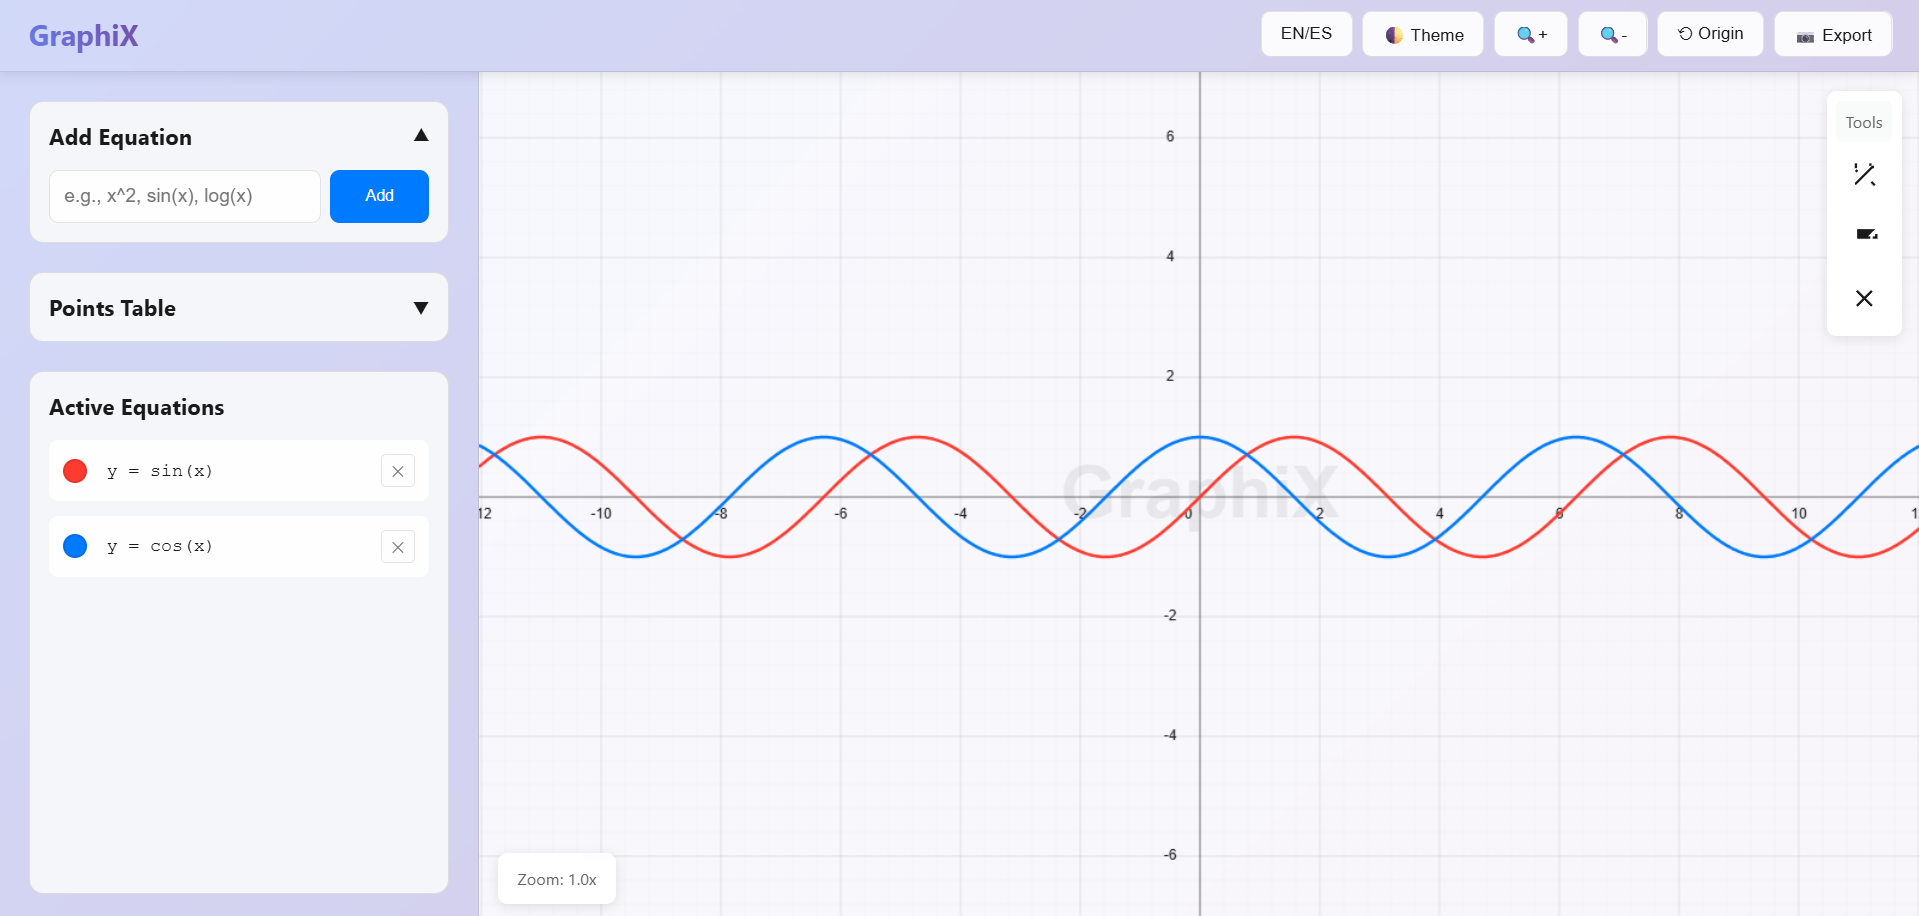 GraphiX
EN/ES
Theme
+
-
Origin
Export
Add Equation
e.g., x^2, sin(x), log(x)
Add
Points Table
Active Equations
y = sin(x)
y = cos(x)
Tools
6
4
2
GraphiX
12 -10 -8 -6 -4 -2 0 2 4 6 8 10
-2
-4
-6
Zoom: 1.0x